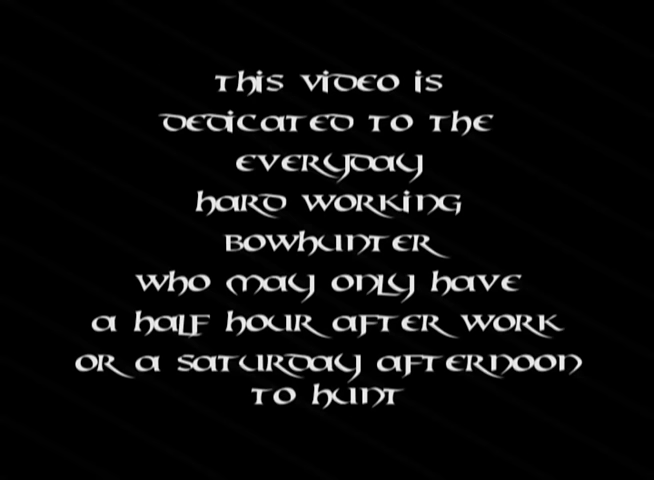 This video is
dedicated to the
everyday
hard working
bowhunter
who may only have
a half hour after work
or a saturday afternoon
to hunt